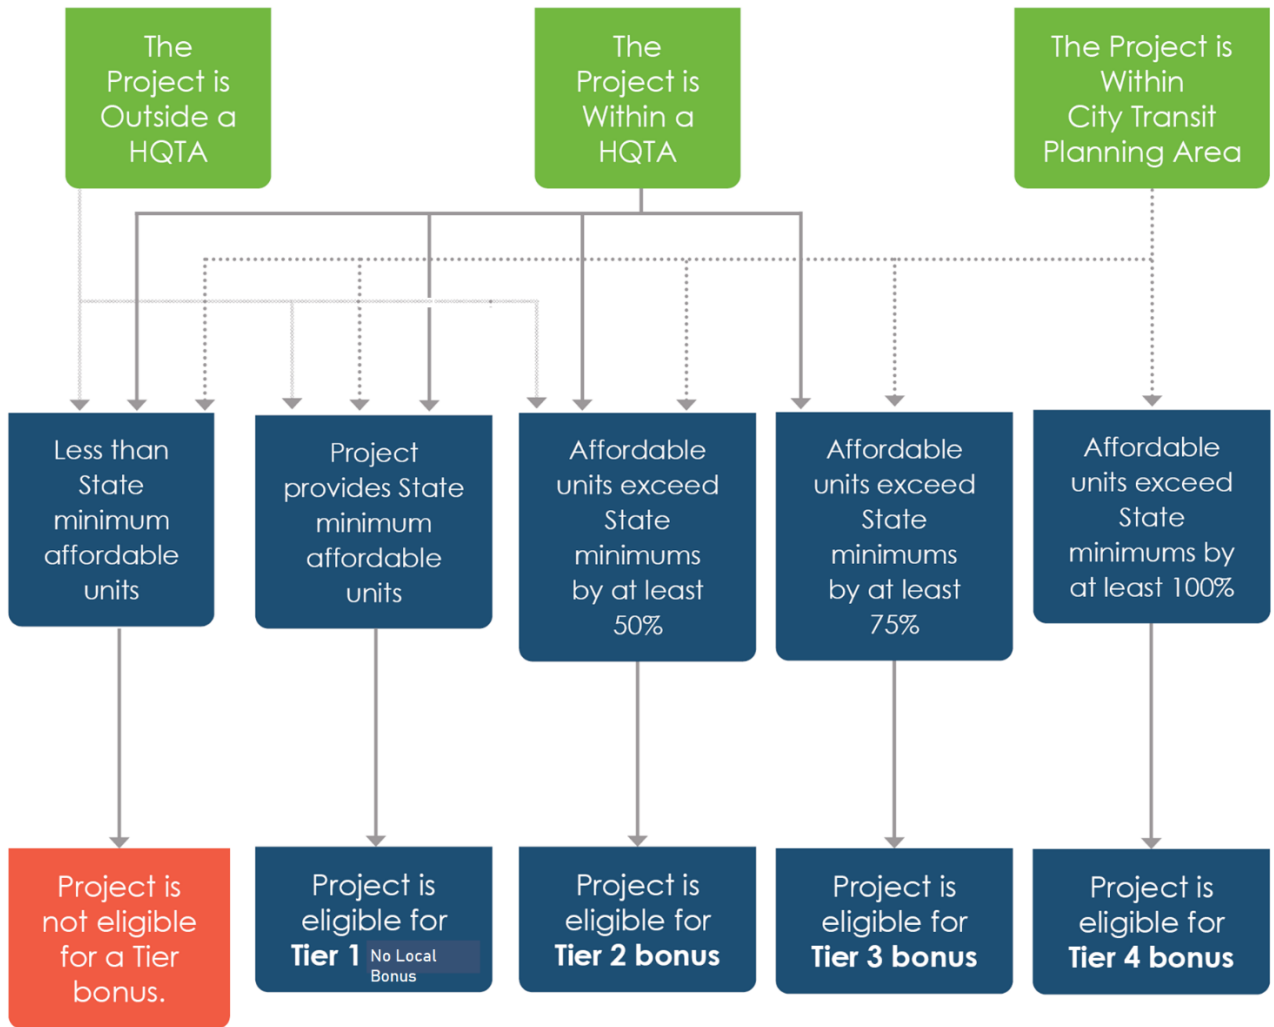 The
Project is
Outside a
HQTA
The
Project is
Within a
HQTA
The Project is
Within
City Transit
Planning Area
Less than
State
minimum
affordable
units
Project
provides State
minimum
affordable
units
Affordable
units exceed
State
minimums
by at least
50%
Affordable
units exceed
State
minimums
by at least
75%
Affordable
units exceed
State
minimums by
at least 100%
Project is
not eligible
for a Tier
bonus.
Project is
eligible for
Tier 1 No Local
Bonus
Project is
eligible for
Tier 2 bonus
Project is
eligible for
Tier 3 bonus
Project is
eligible for
Tier 4 bonus